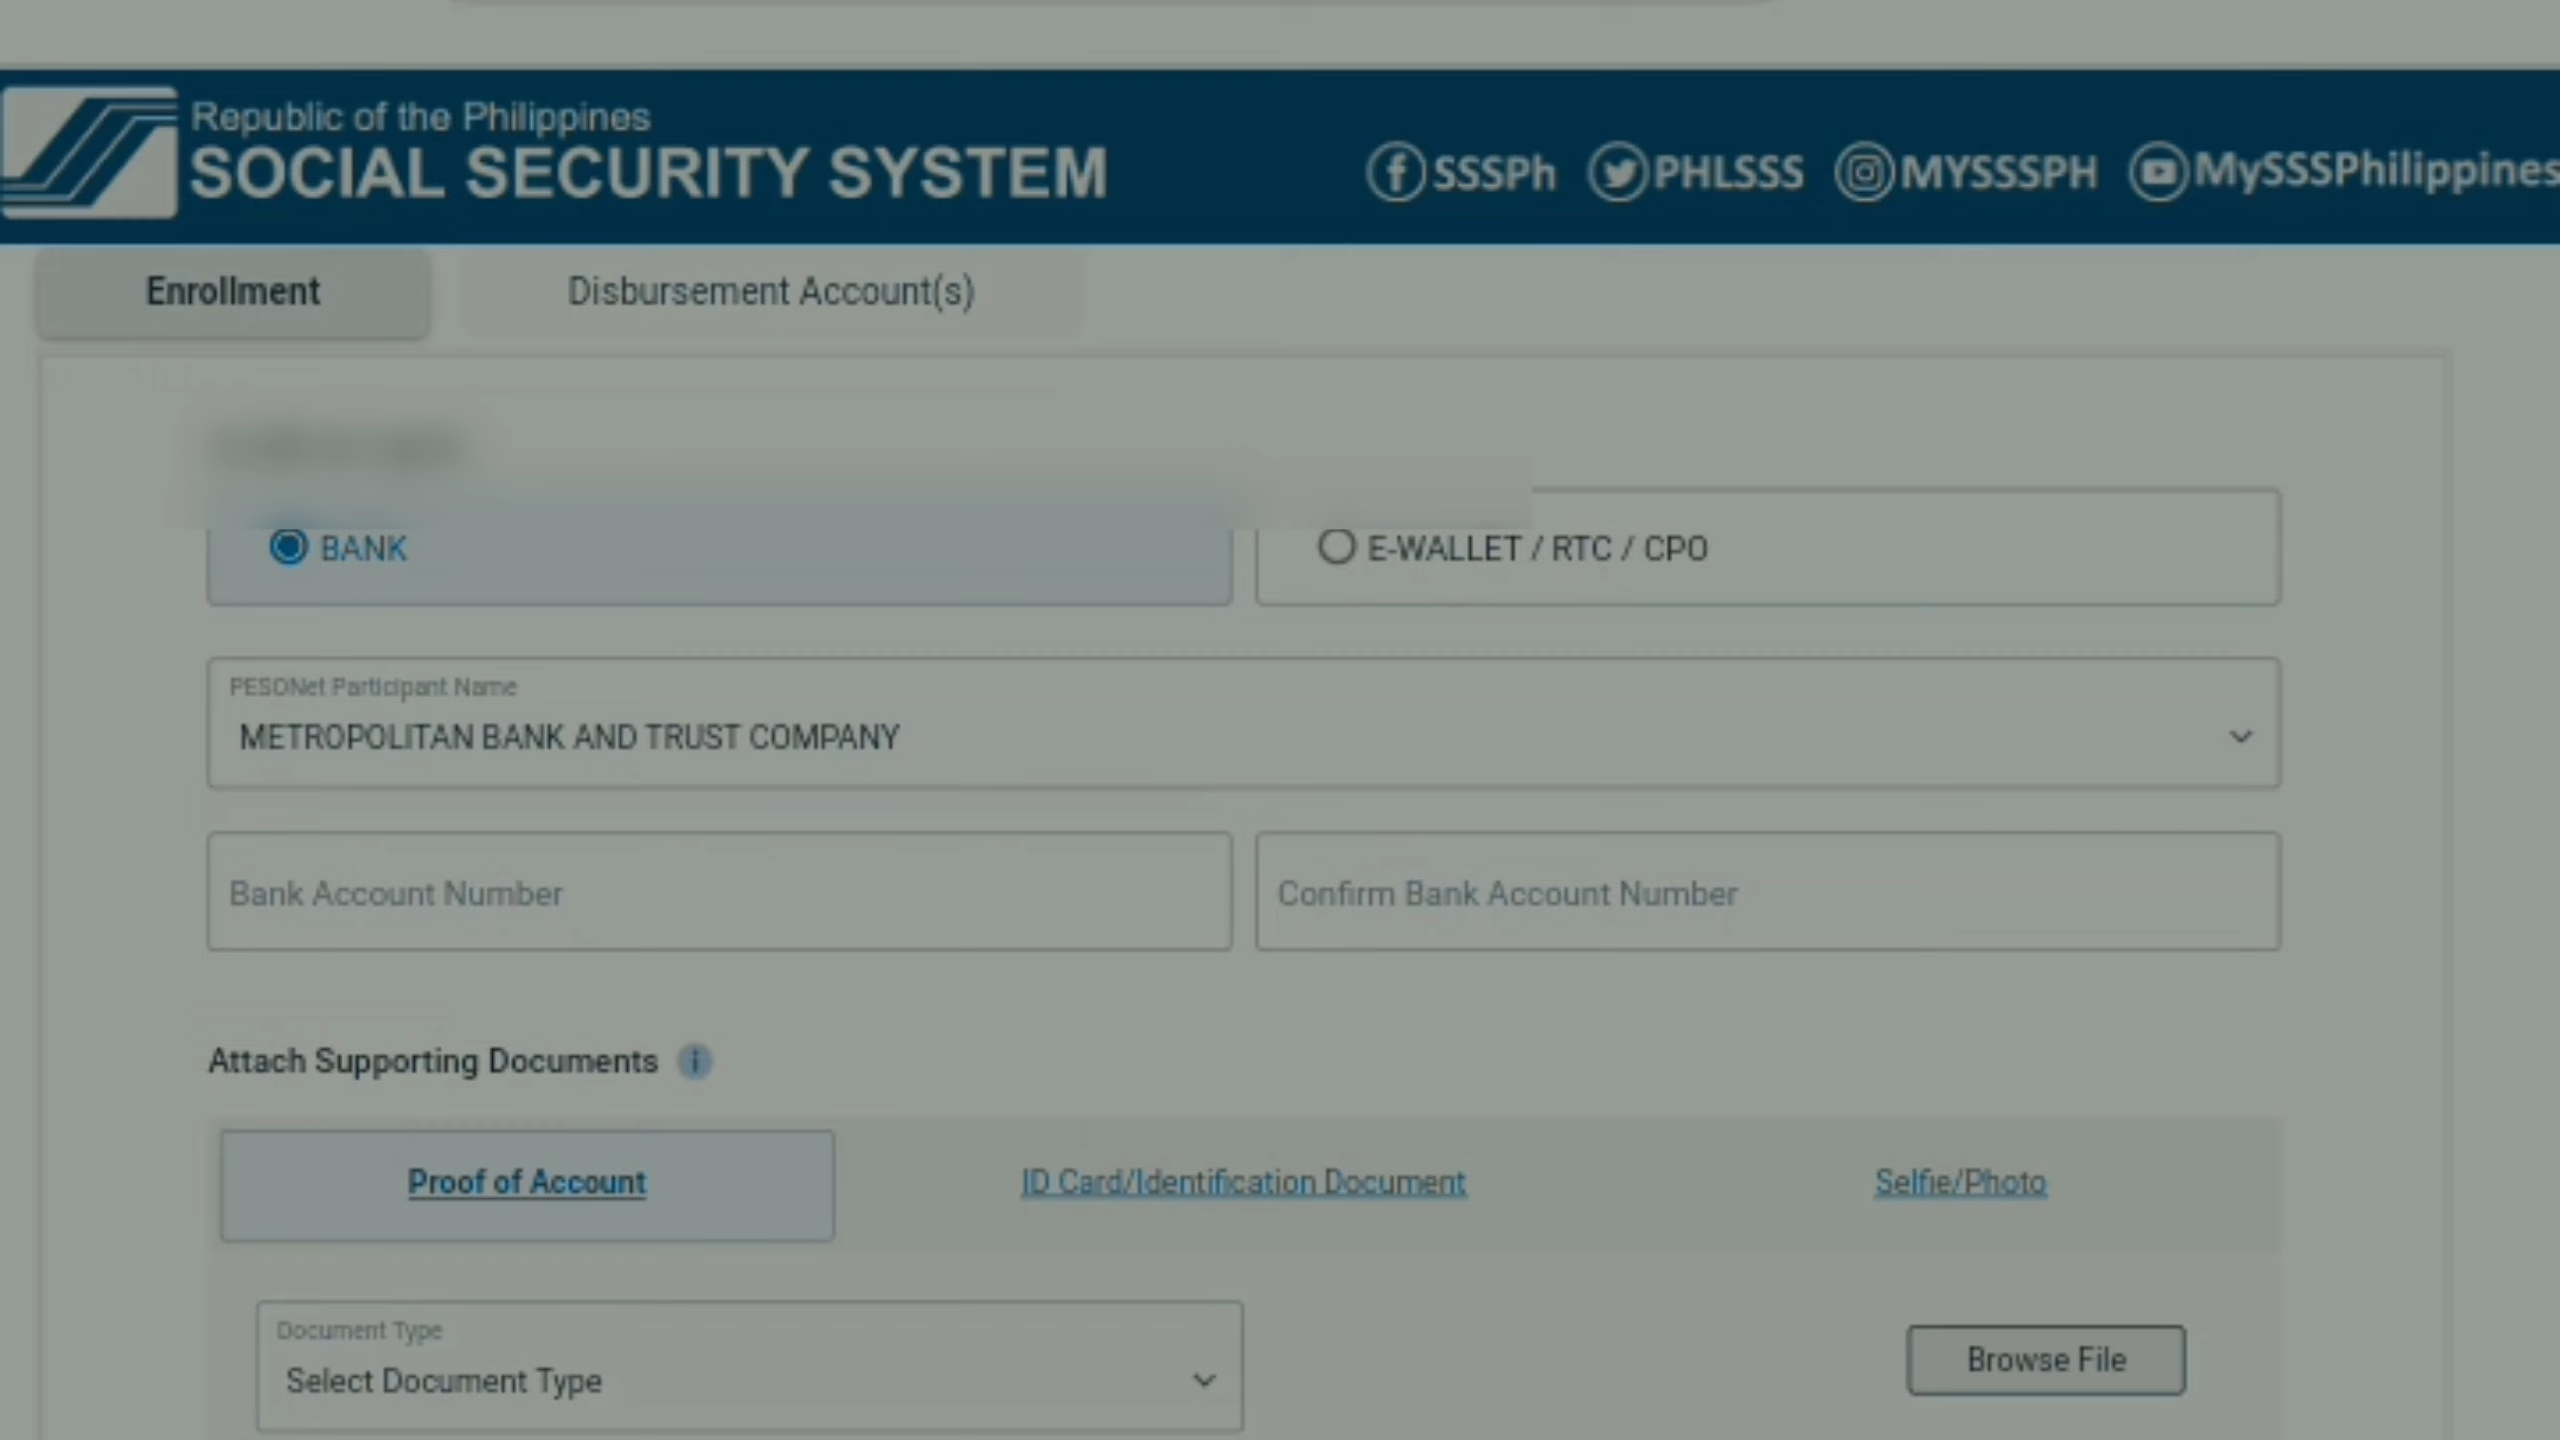 Republic of the Philippines
SOCIAL SECURITY SYSTEM
SSSPh PHLSSS MYSSSPH MySSSPhilippines
Enrollment Disbursement Account(s)
BANK E-WALLET / RTC / CPO
PESONet Participant Name
METROPOLITAN BANK AND TRUST COMPANY
Bank Account Number Confirm Bank Account Number
Attach Supporting Documents i
Proof of Account ID Card/Identification Document Selfie/Photo
Document Type
Select Document Type
Browse File